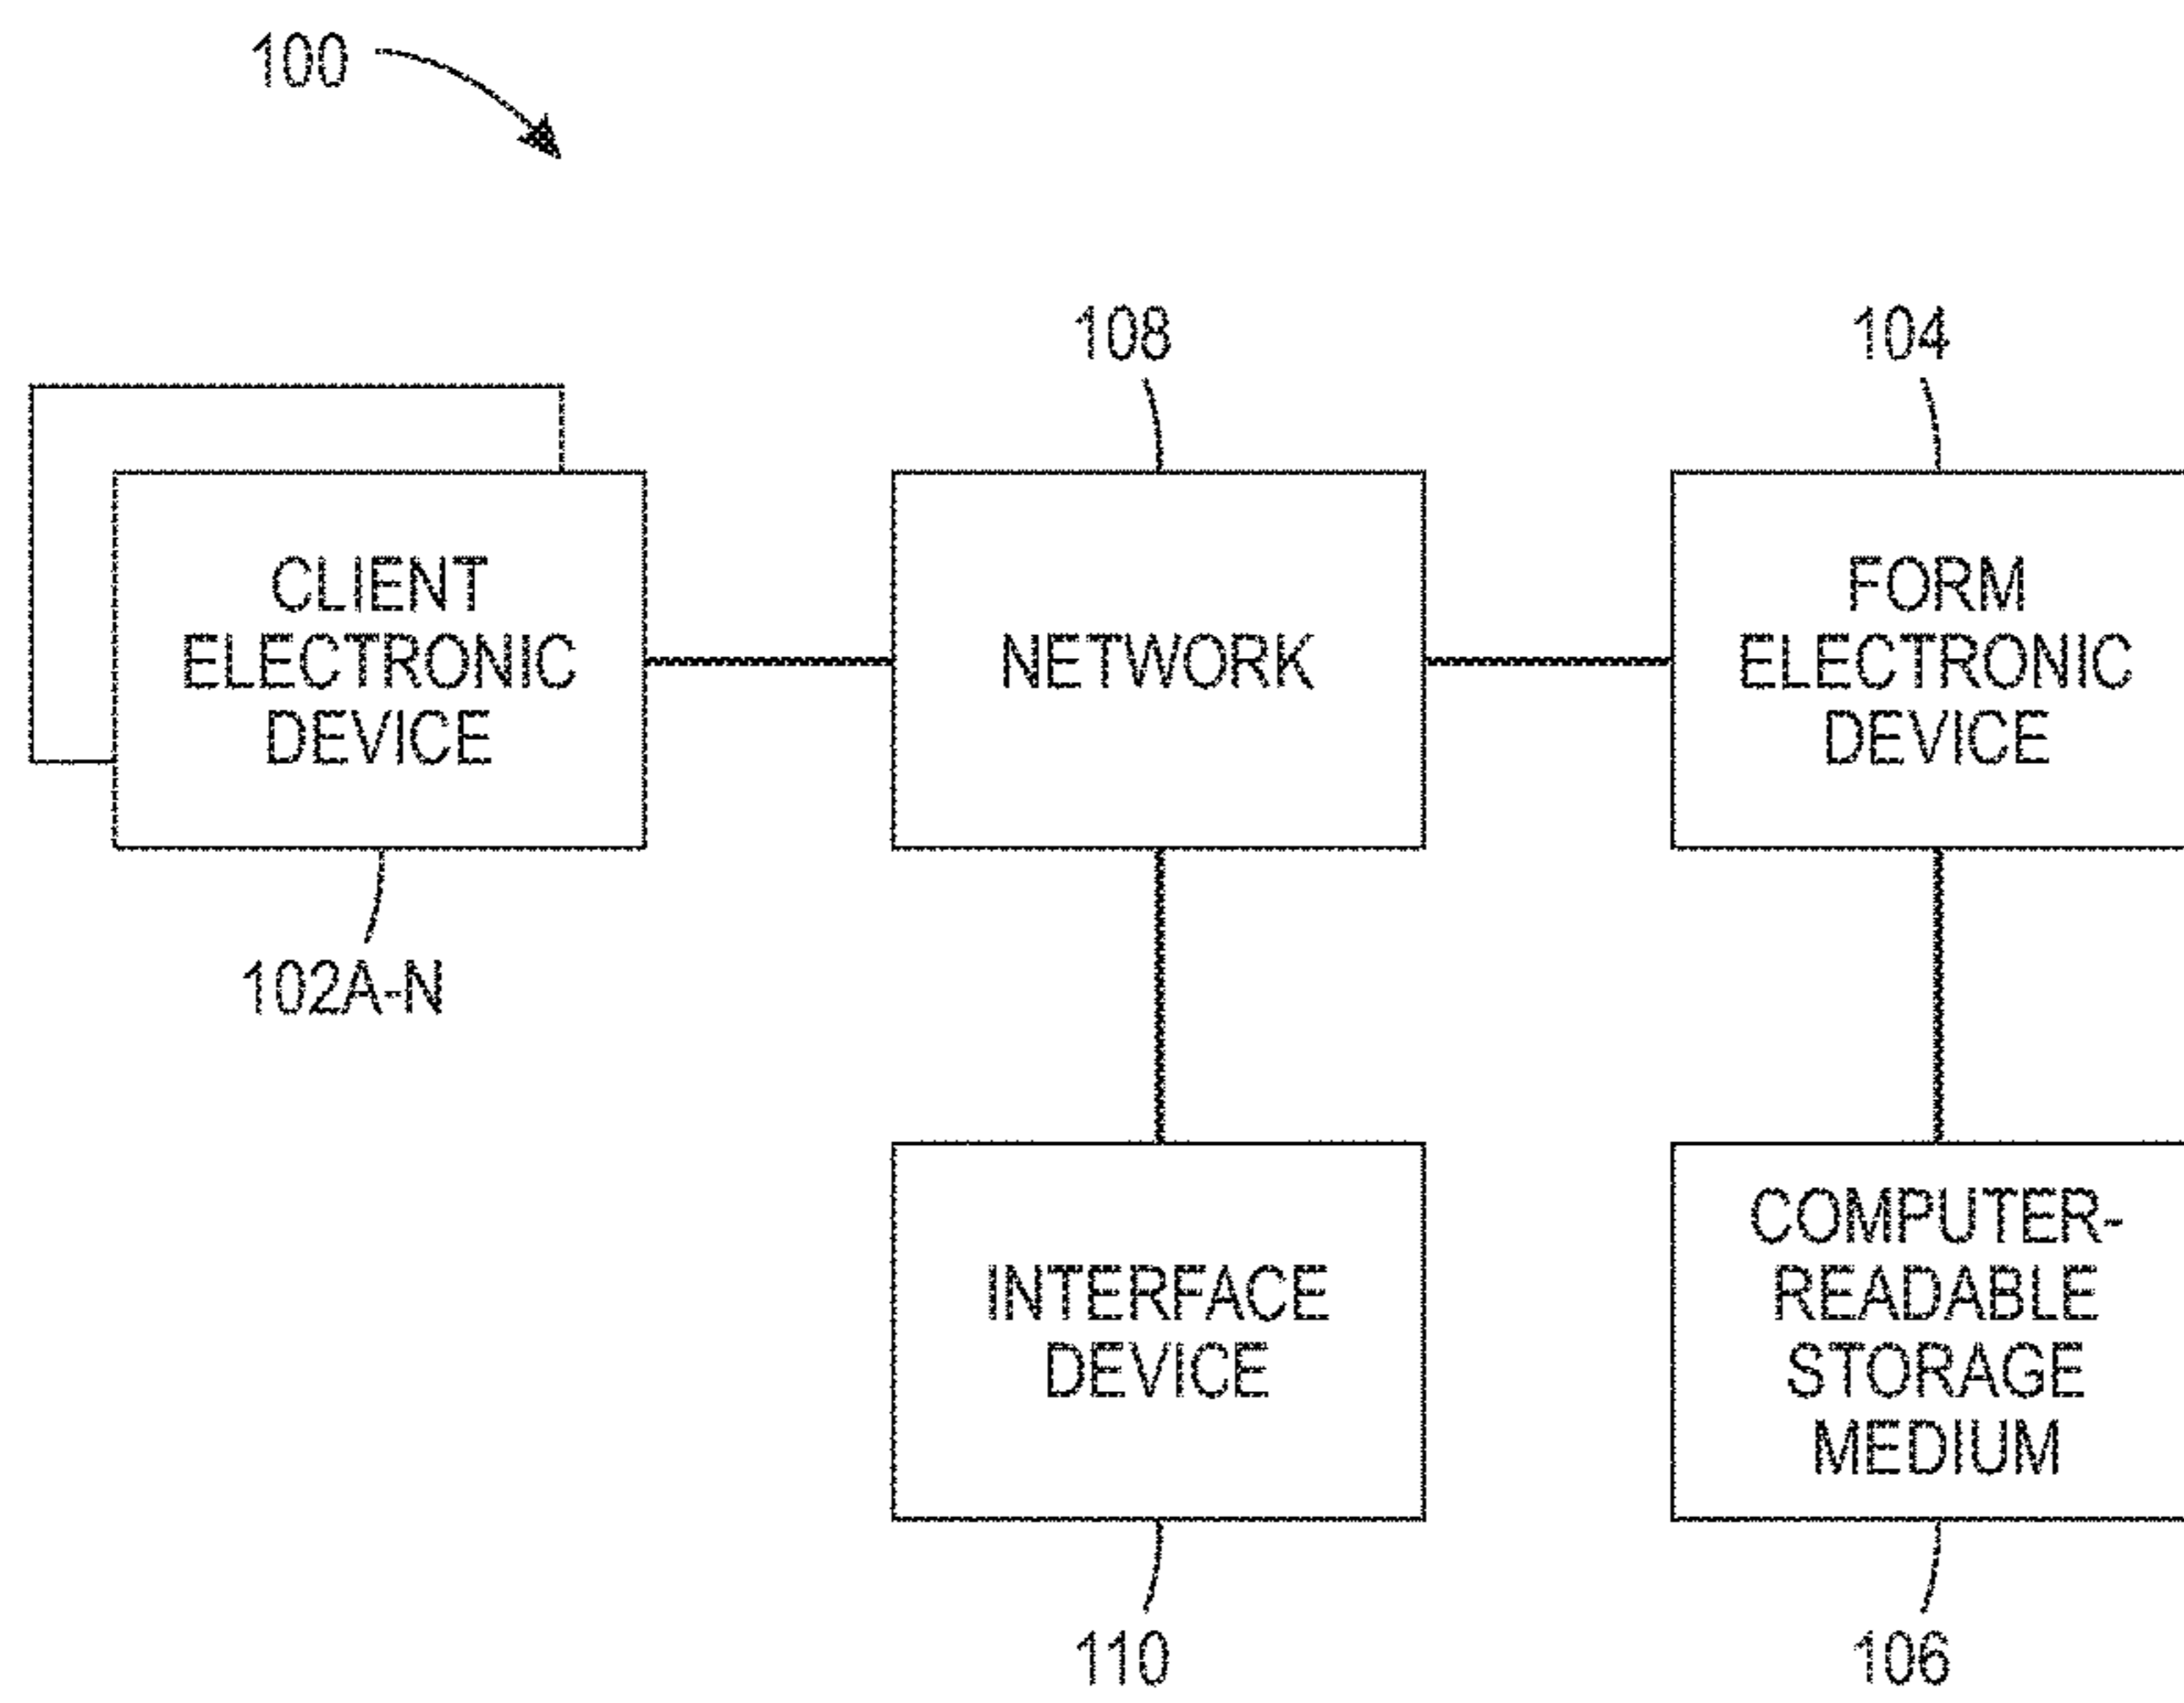 100
108
104
CLIENT
ELECTRONIC
DEVICE
NETWORK
FORM
ELECTRONIC
DEVICE
102A-N
INTERFACE
DEVICE
COMPUTER-
READABLE
STORAGE
MEDIUM
110
106